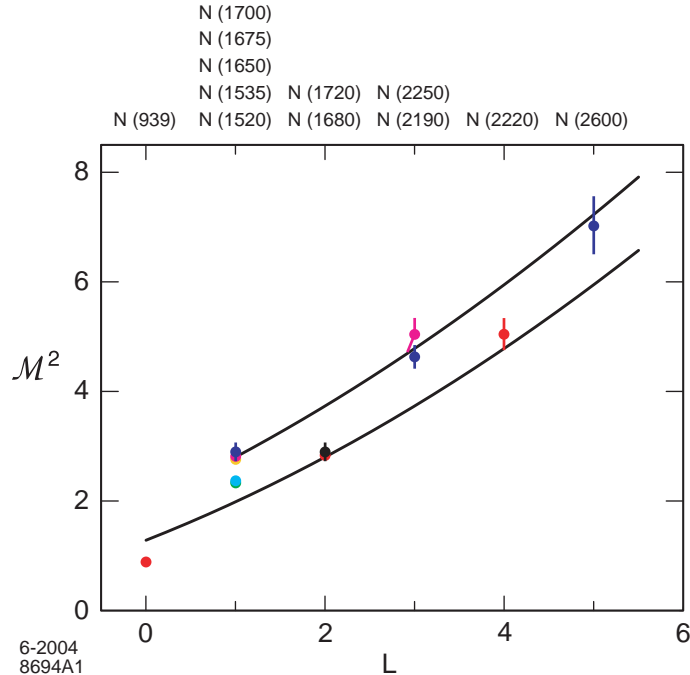 N (1700)
N (1675)
N (1650)
N (1535) N (1720) N (2250)
N (939) N (1520) N (1680) N (2190) N (2220) N (2600)
8
6
ℳ²
4
2
0
0 2 4 6
L
6-2004
8694A1